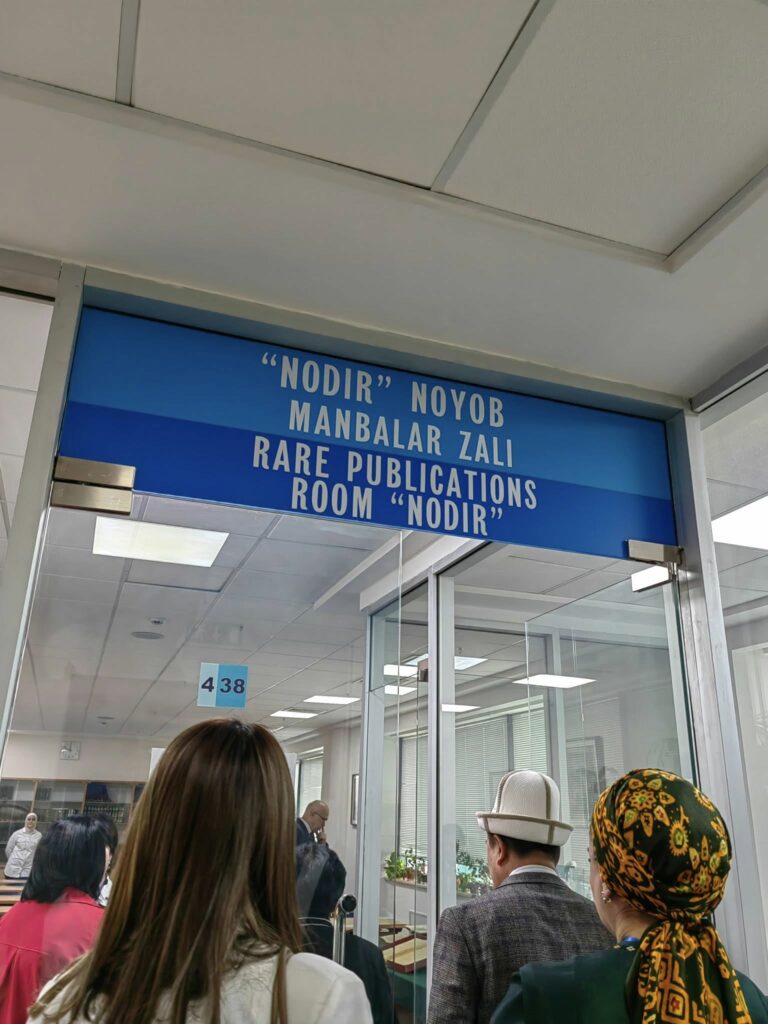 “NODIR” NOYOB
MANBALAR ZALI
RARE PUBLICATIONS
ROOM “NODIR”
438